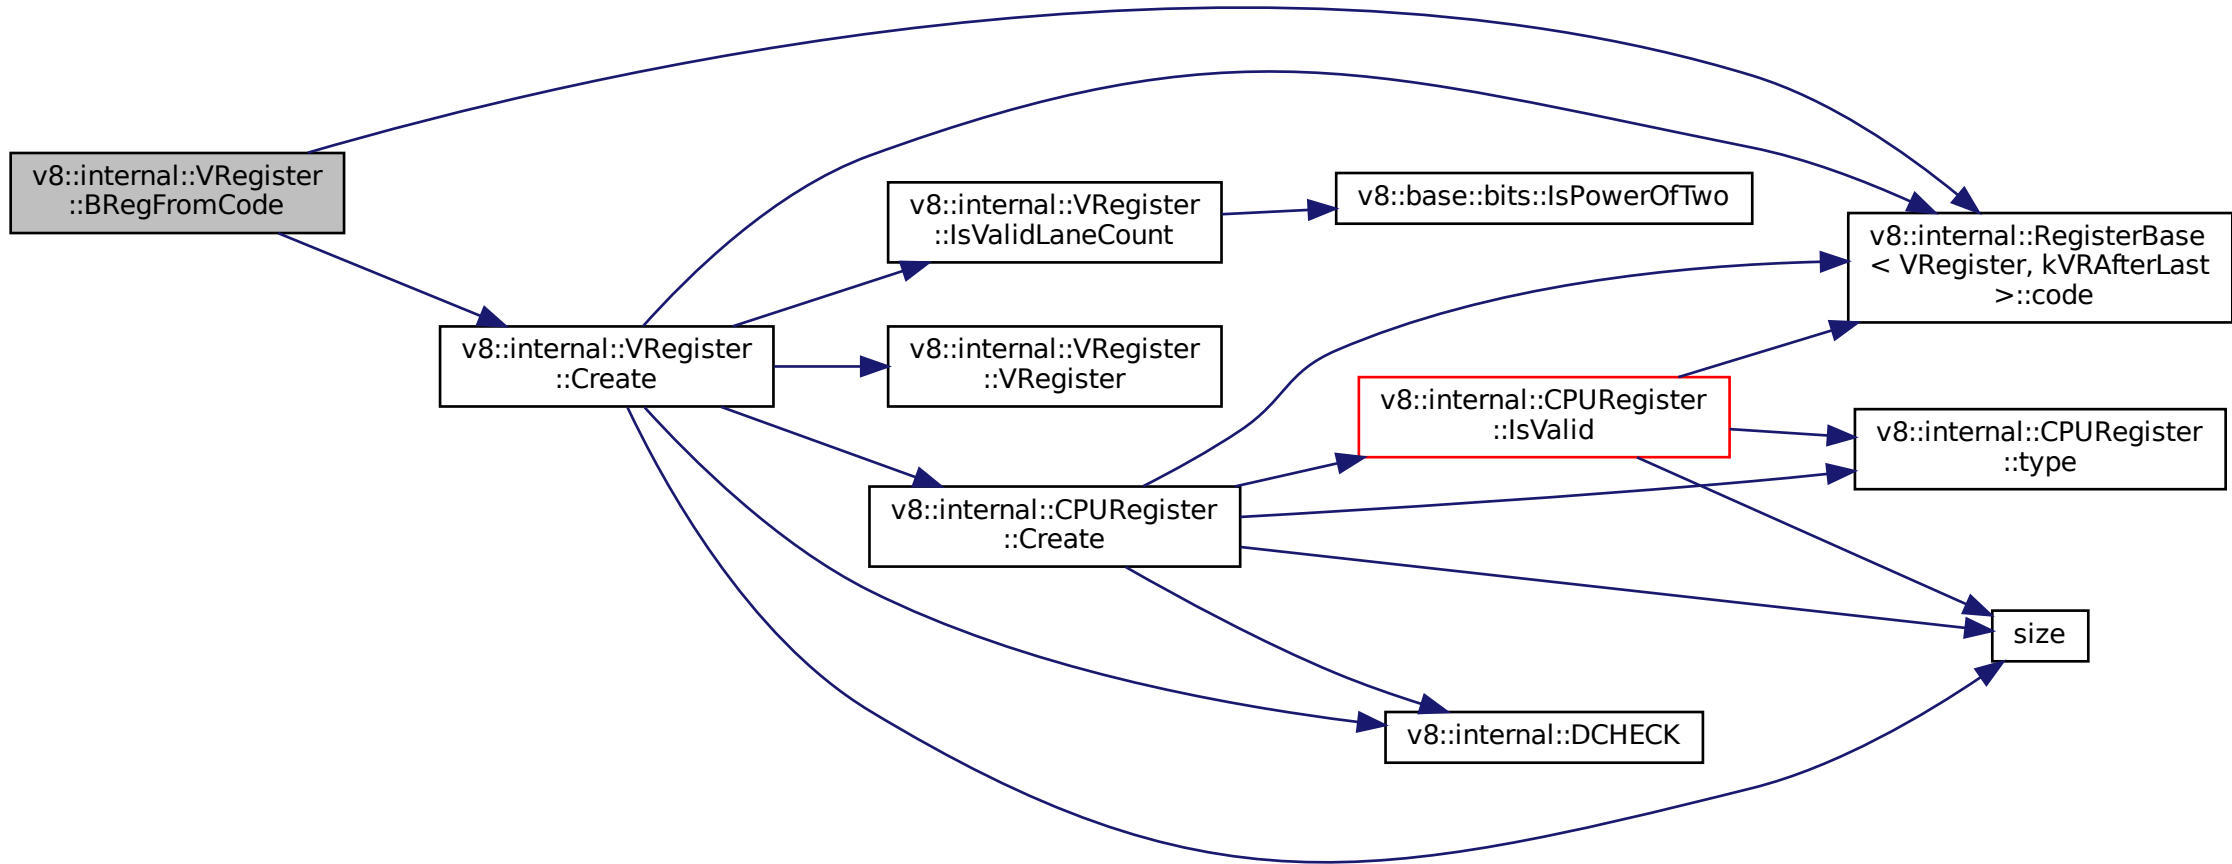 v8::internal::VRegister
::BRegFromCode
v8::internal::VRegister
::Create
v8::internal::VRegister
::IsValidLaneCount
v8::internal::VRegister
::VRegister
v8::internal::CPURegister
::Create
v8::base::bits::IsPowerOfTwo
v8::internal::CPURegister
::IsValid
v8::internal::DCHECK
v8::internal::RegisterBase
< VRegister, kVRAfterLast
>::code
v8::internal::CPURegister
::type
size